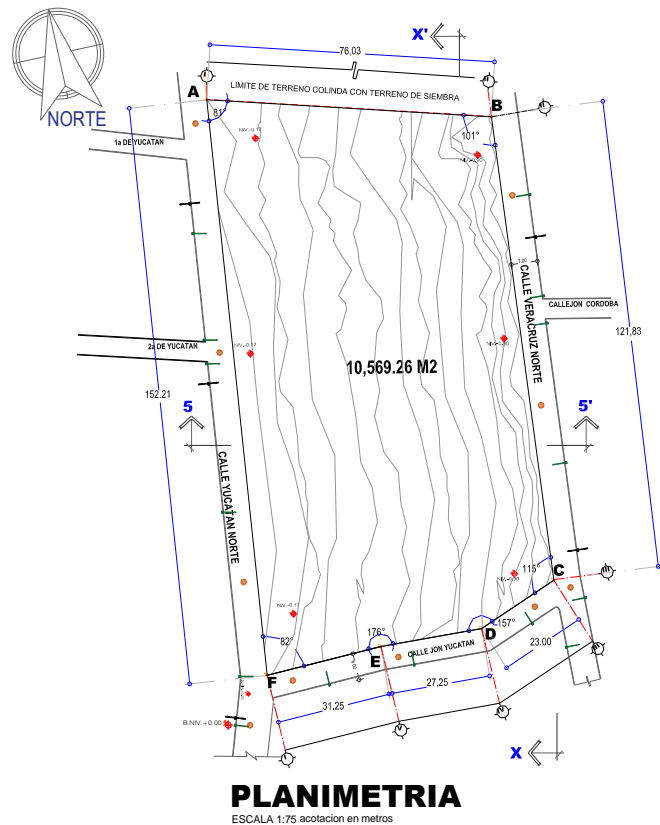 X'
76,03
NORTE
A
LIMITE DE TERRENO COLINDA CON TERRENO DE SIEMBRA
B
81°
101°
1a DE YUCATAN
CALLE VERACRUZ NORTE
CALLEJON CORDOBA
121,83
2a DE YUCATAN
10,569.26 M2
152.21
5
5'
CALLE YUCATAN NORTE
115°
C
82°
176°
157°
D
E
CALLE JON YUCATAN
23.00
F
27,25
31.25
B.NIV. +0.00
X
PLANIMETRIA
ESCALA 1:75 acotacion en metros